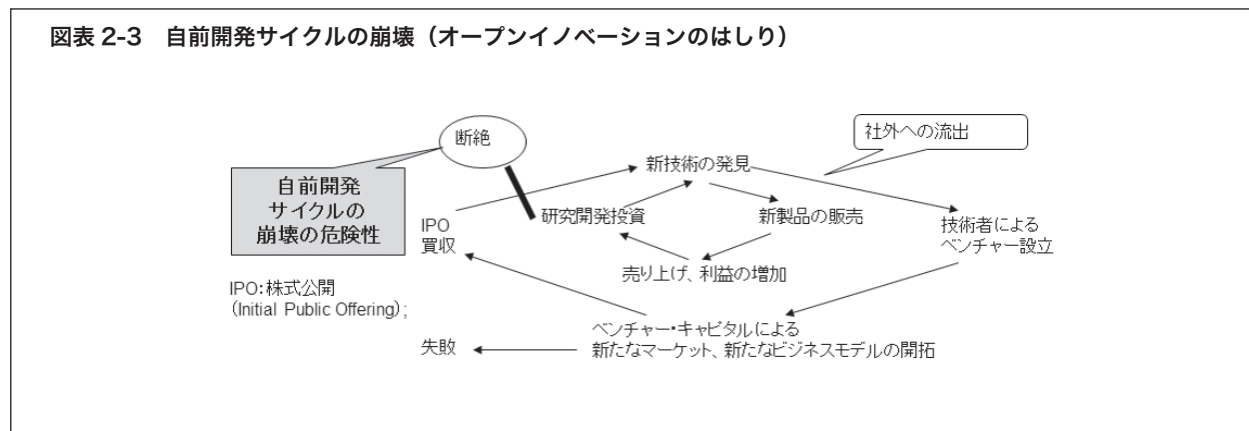 図表 2-3　自前開発サイクルの崩壊（オープンイノベーションのはしり）
断絶
社外への流出
新技術の発見
自前開発
サイクルの
崩壊の危険性
研究開発投資
新製品の販売
IPO
買収
技術者による
ベンチャー設立
売り上げ、利益の増加
IPO：株式公開
（Initial Public Offering）；
ベンチャー・キャピタルによる
新たなマーケット、新たなビジネスモデルの開拓
失敗